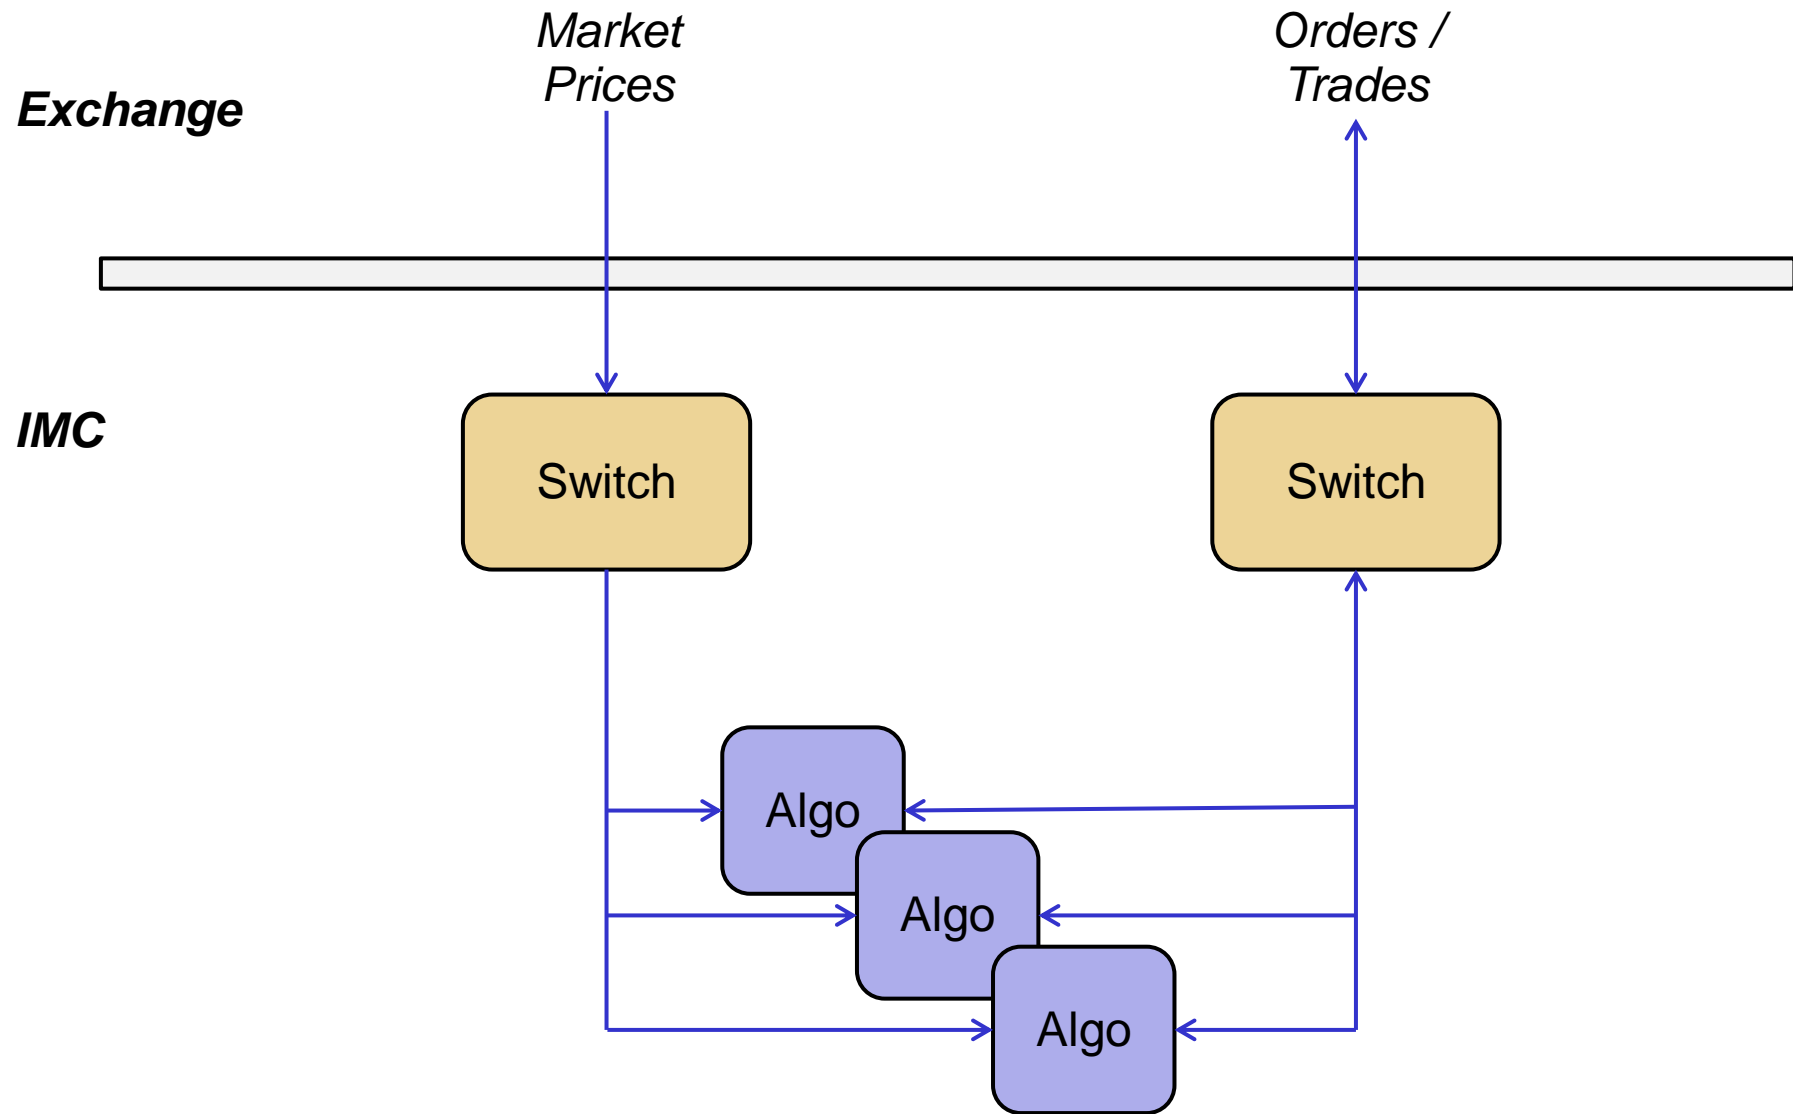 Market
Prices
Orders /
Trades
Exchange
IMC
Switch
Switch
Algo
Algo
Algo